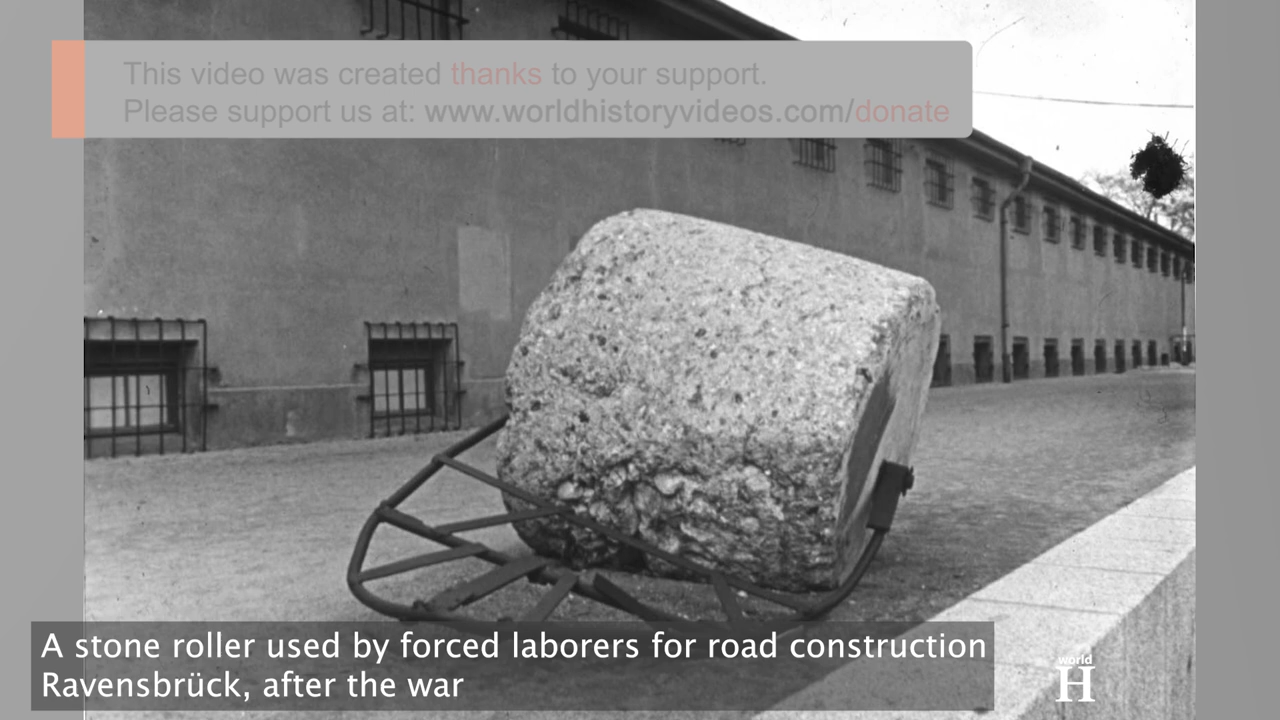 This video was created thanks to your support.
Please support us at: www.worldhistoryvideos.com/donate
A stone roller used by forced laborers for road construction
Ravensbrück, after the war
world
H